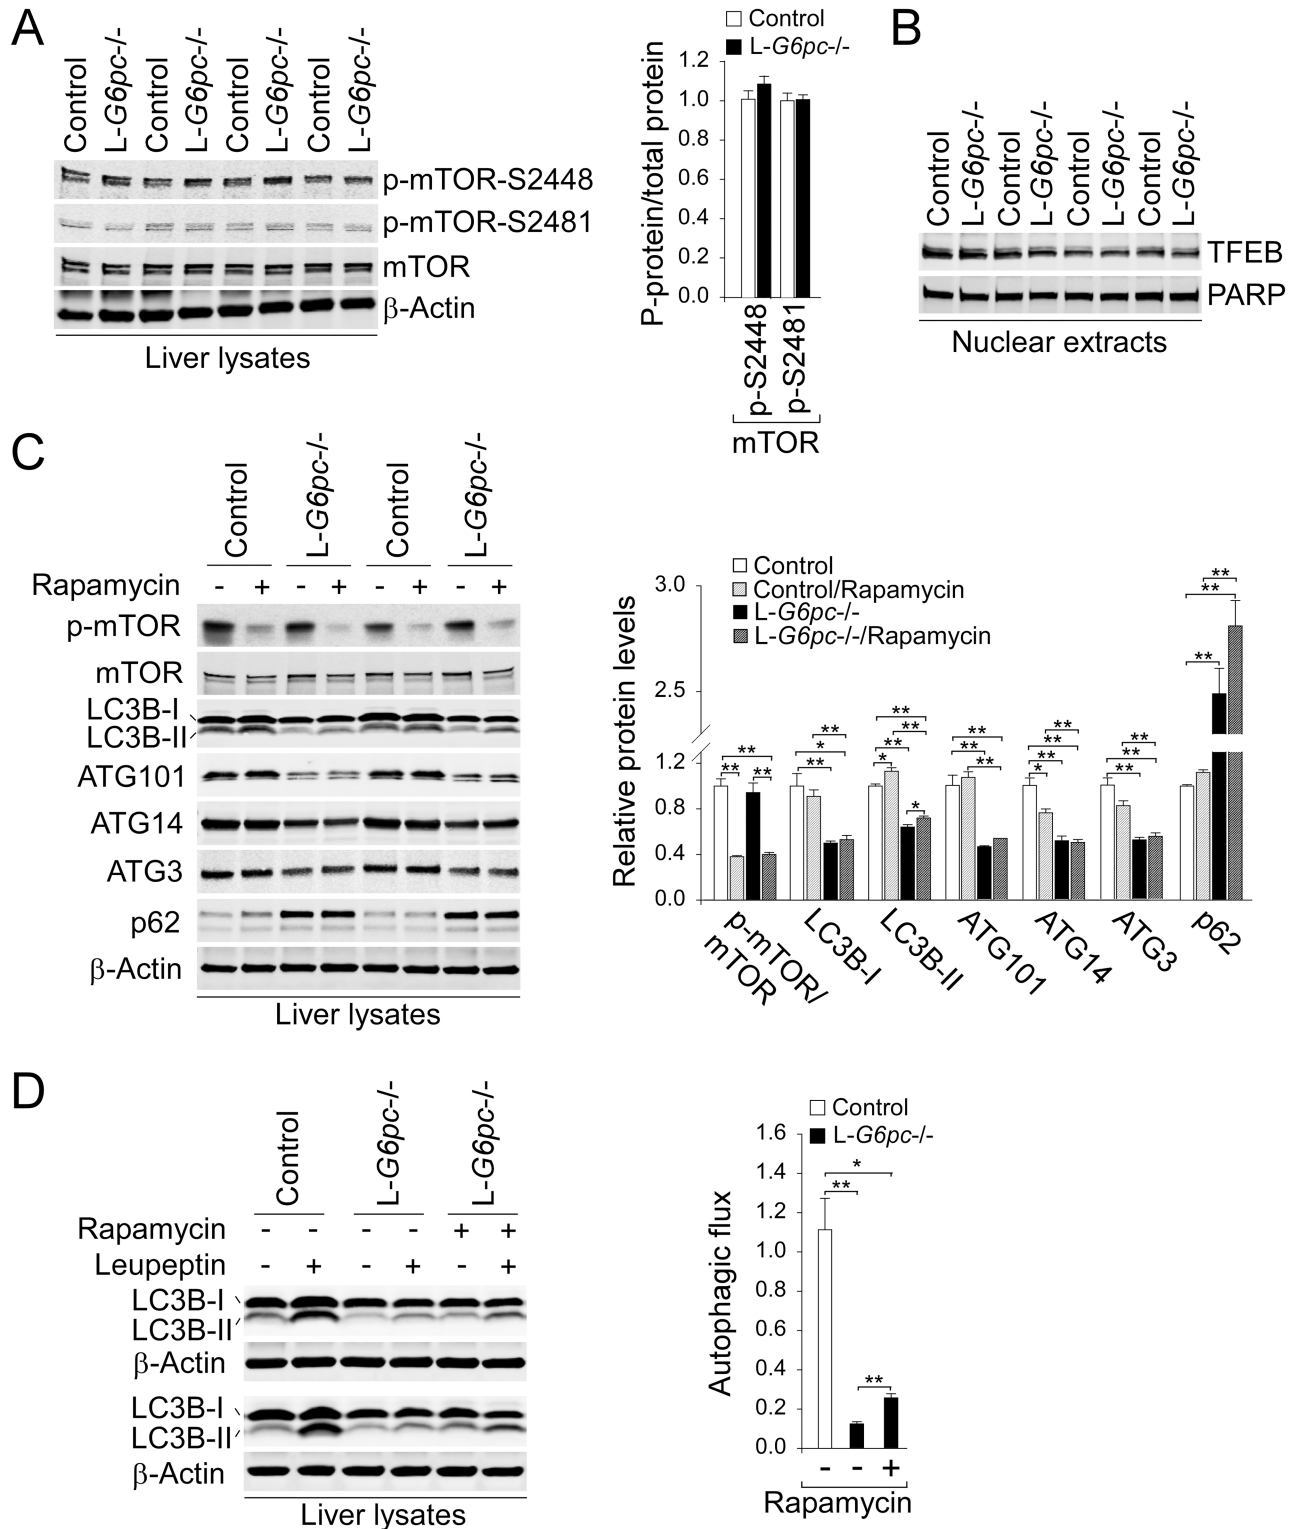 A
Control
L-G6pc-/-
Control
L-G6pc-/-
Control
L-G6pc-/-
Control
L-G6pc-/-
p-mTOR-S2448
p-mTOR-S2481
mTOR
β-Actin
Liver lysates
Control
L-G6pc-/-
P-protein/total protein
1.2
1.0
0.8
0.6
0.4
0.2
0.0
p-S2448
p-S2481
mTOR
B
Control
L-G6pc-/-
Control
L-G6pc-/-
Control
L-G6pc-/-
Control
L-G6pc-/-
TFEB
PARP
Nuclear extracts
C
Control
L-G6pc-/-
Control
L-G6pc-/-
Rapamycin - + - + - + - +
p-mTOR
mTOR
LC3B-I
LC3B-II
ATG101
ATG14
ATG3
p62
β-Actin
Liver lysates
Control
Control/Rapamycin
L-G6pc-/-
L-G6pc-/-/Rapamycin
Relative protein levels
3.0
2.5
1.2
0.8
0.4
0.0
** ** **
** * **
** ** ** * *
** ** **
** ** ** *
** ** **
** ** **
p-mTOR/
mTOR
LC3B-I
LC3B-II
ATG101
ATG14
ATG3
p62
D
Control
L-G6pc-/-
L-G6pc-/-
Rapamycin - - - - + +
Leupeptin - + - + - +
LC3B-I
LC3B-II
β-Actin
LC3B-I
LC3B-II
β-Actin
Liver lysates
Control
L-G6pc-/-
Autophagic flux
1.6
1.4
1.2
1.0
0.8
0.6
0.4
0.2
0.0
*
**
**
- - +
Rapamycin